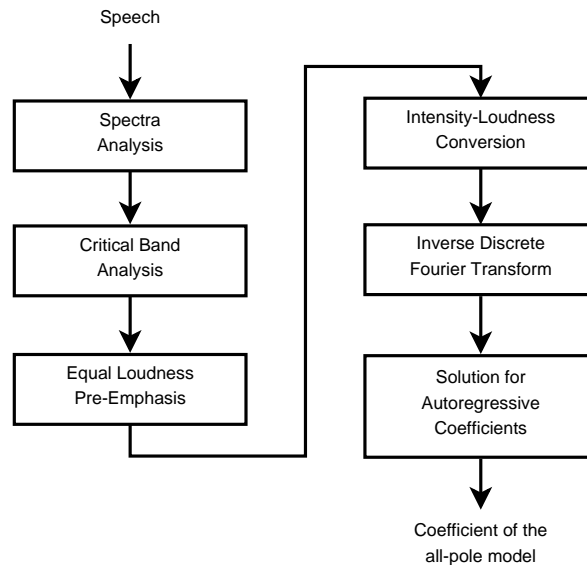 Speech
Spectra
Analysis
Critical Band
Analysis
Equal Loudness
Pre-Emphasis
Intensity-Loudness
Conversion
Inverse Discrete
Fourier Transform
Solution for
Autoregressive
Coefficients
Coefficient of the
all-pole model